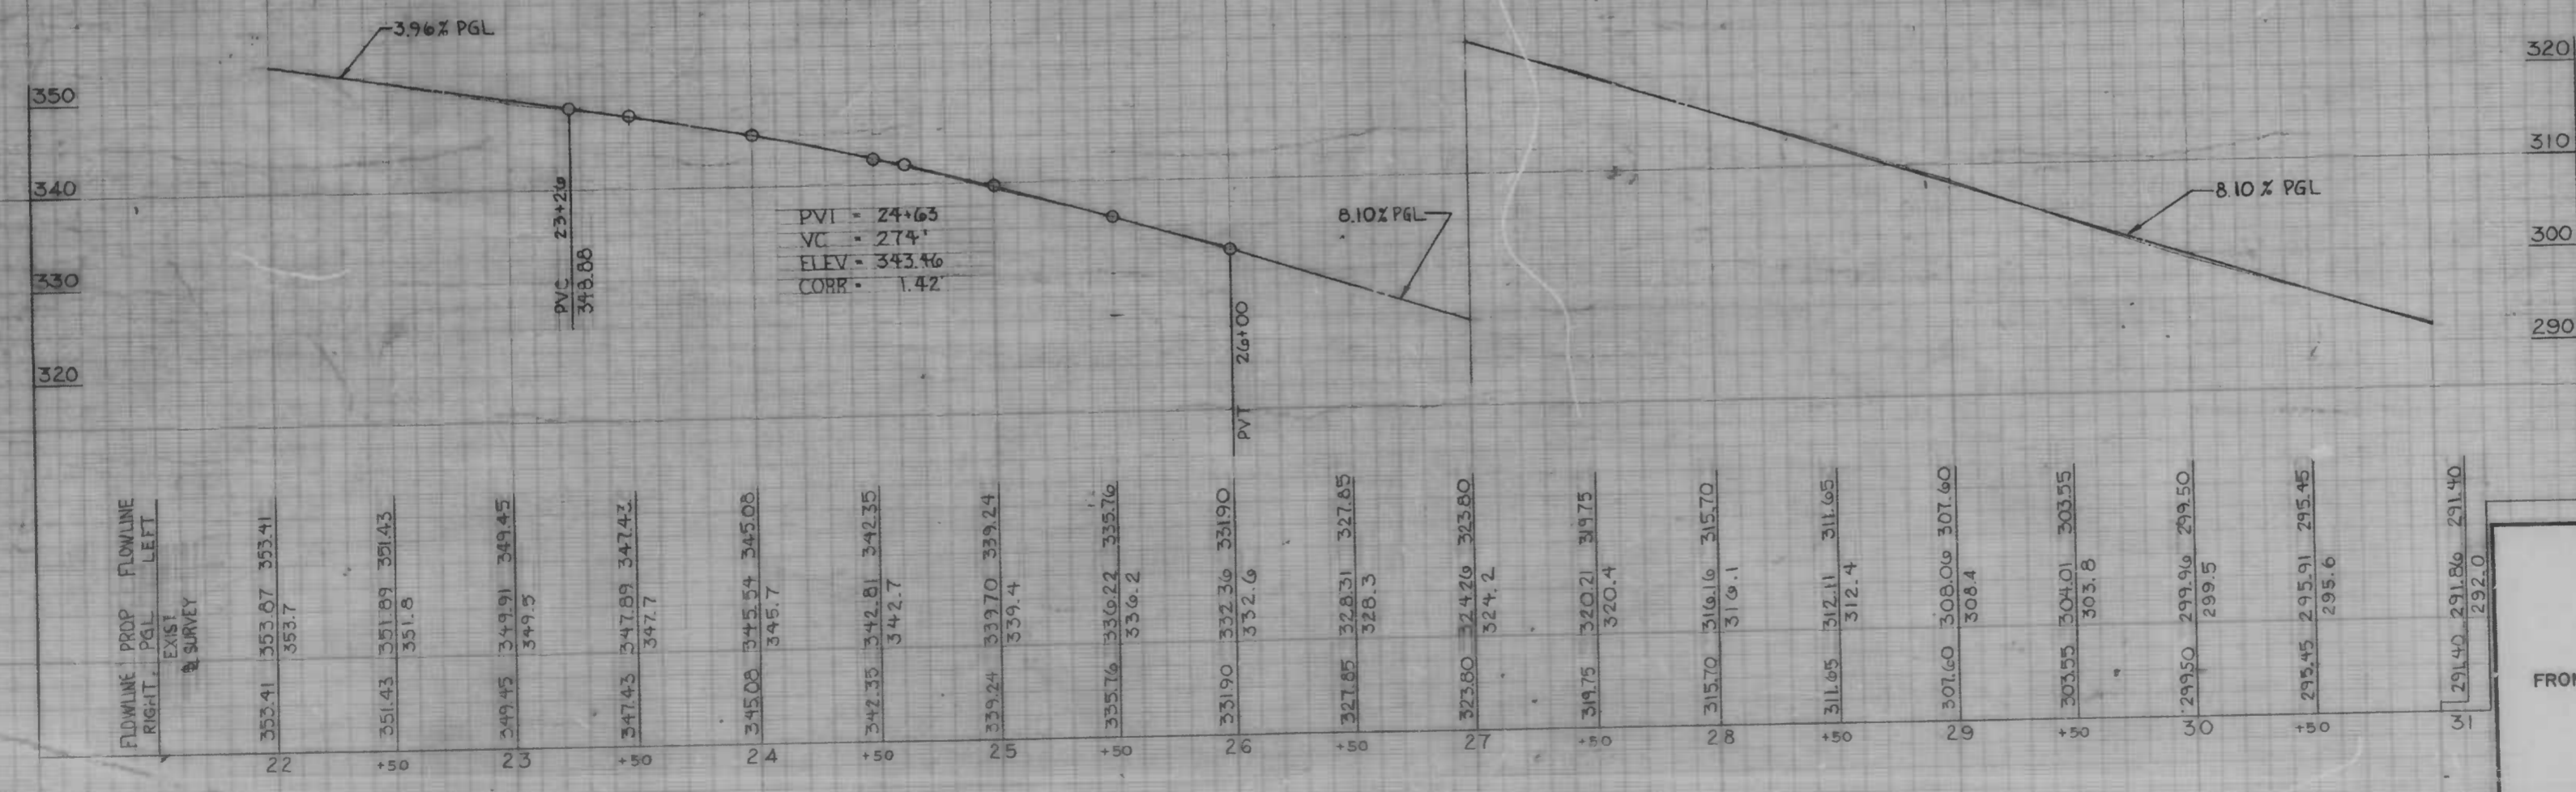 -3.96% PGL
350
340
330
320
PVC 23+26
348.88
PVI = 24+63
VC = 274'
ELEV = 343.46
CORR = 1.42'
8.10% PGL
PVT 26+00
8.10% PGL
320
310
300
290
FLOWLINE RIGHT
PROP PGL
FLOWLINE LEFT
EXIST
SURVEY
353.41 353.87 353.41
353.7
22
351.43 351.89 351.43
351.8
+50
349.45 349.91 349.45
349.5
23
347.43 347.89 347.43
347.7
+50
345.08 345.54 345.08
345.7
24
342.35 342.81 342.35
342.7
+50
339.24 339.70 339.24
339.4
25
335.76 336.22 335.76
336.2
+50
331.90 332.36 331.90
332.6
26
327.85 328.31 327.85
328.3
+50
323.80 324.26 323.80
324.2
27
319.75 320.21 319.75
320.4
+50
315.70 316.16 315.70
316.1
28
311.65 312.11 311.65
312.4
+50
307.60 308.06 307.60
308.4
29
303.55 304.01 303.55
303.8
+50
299.50 299.96 299.50
299.5
30
295.45 295.91 295.45
295.6
+50
291.40 291.86 291.40
292.0
31